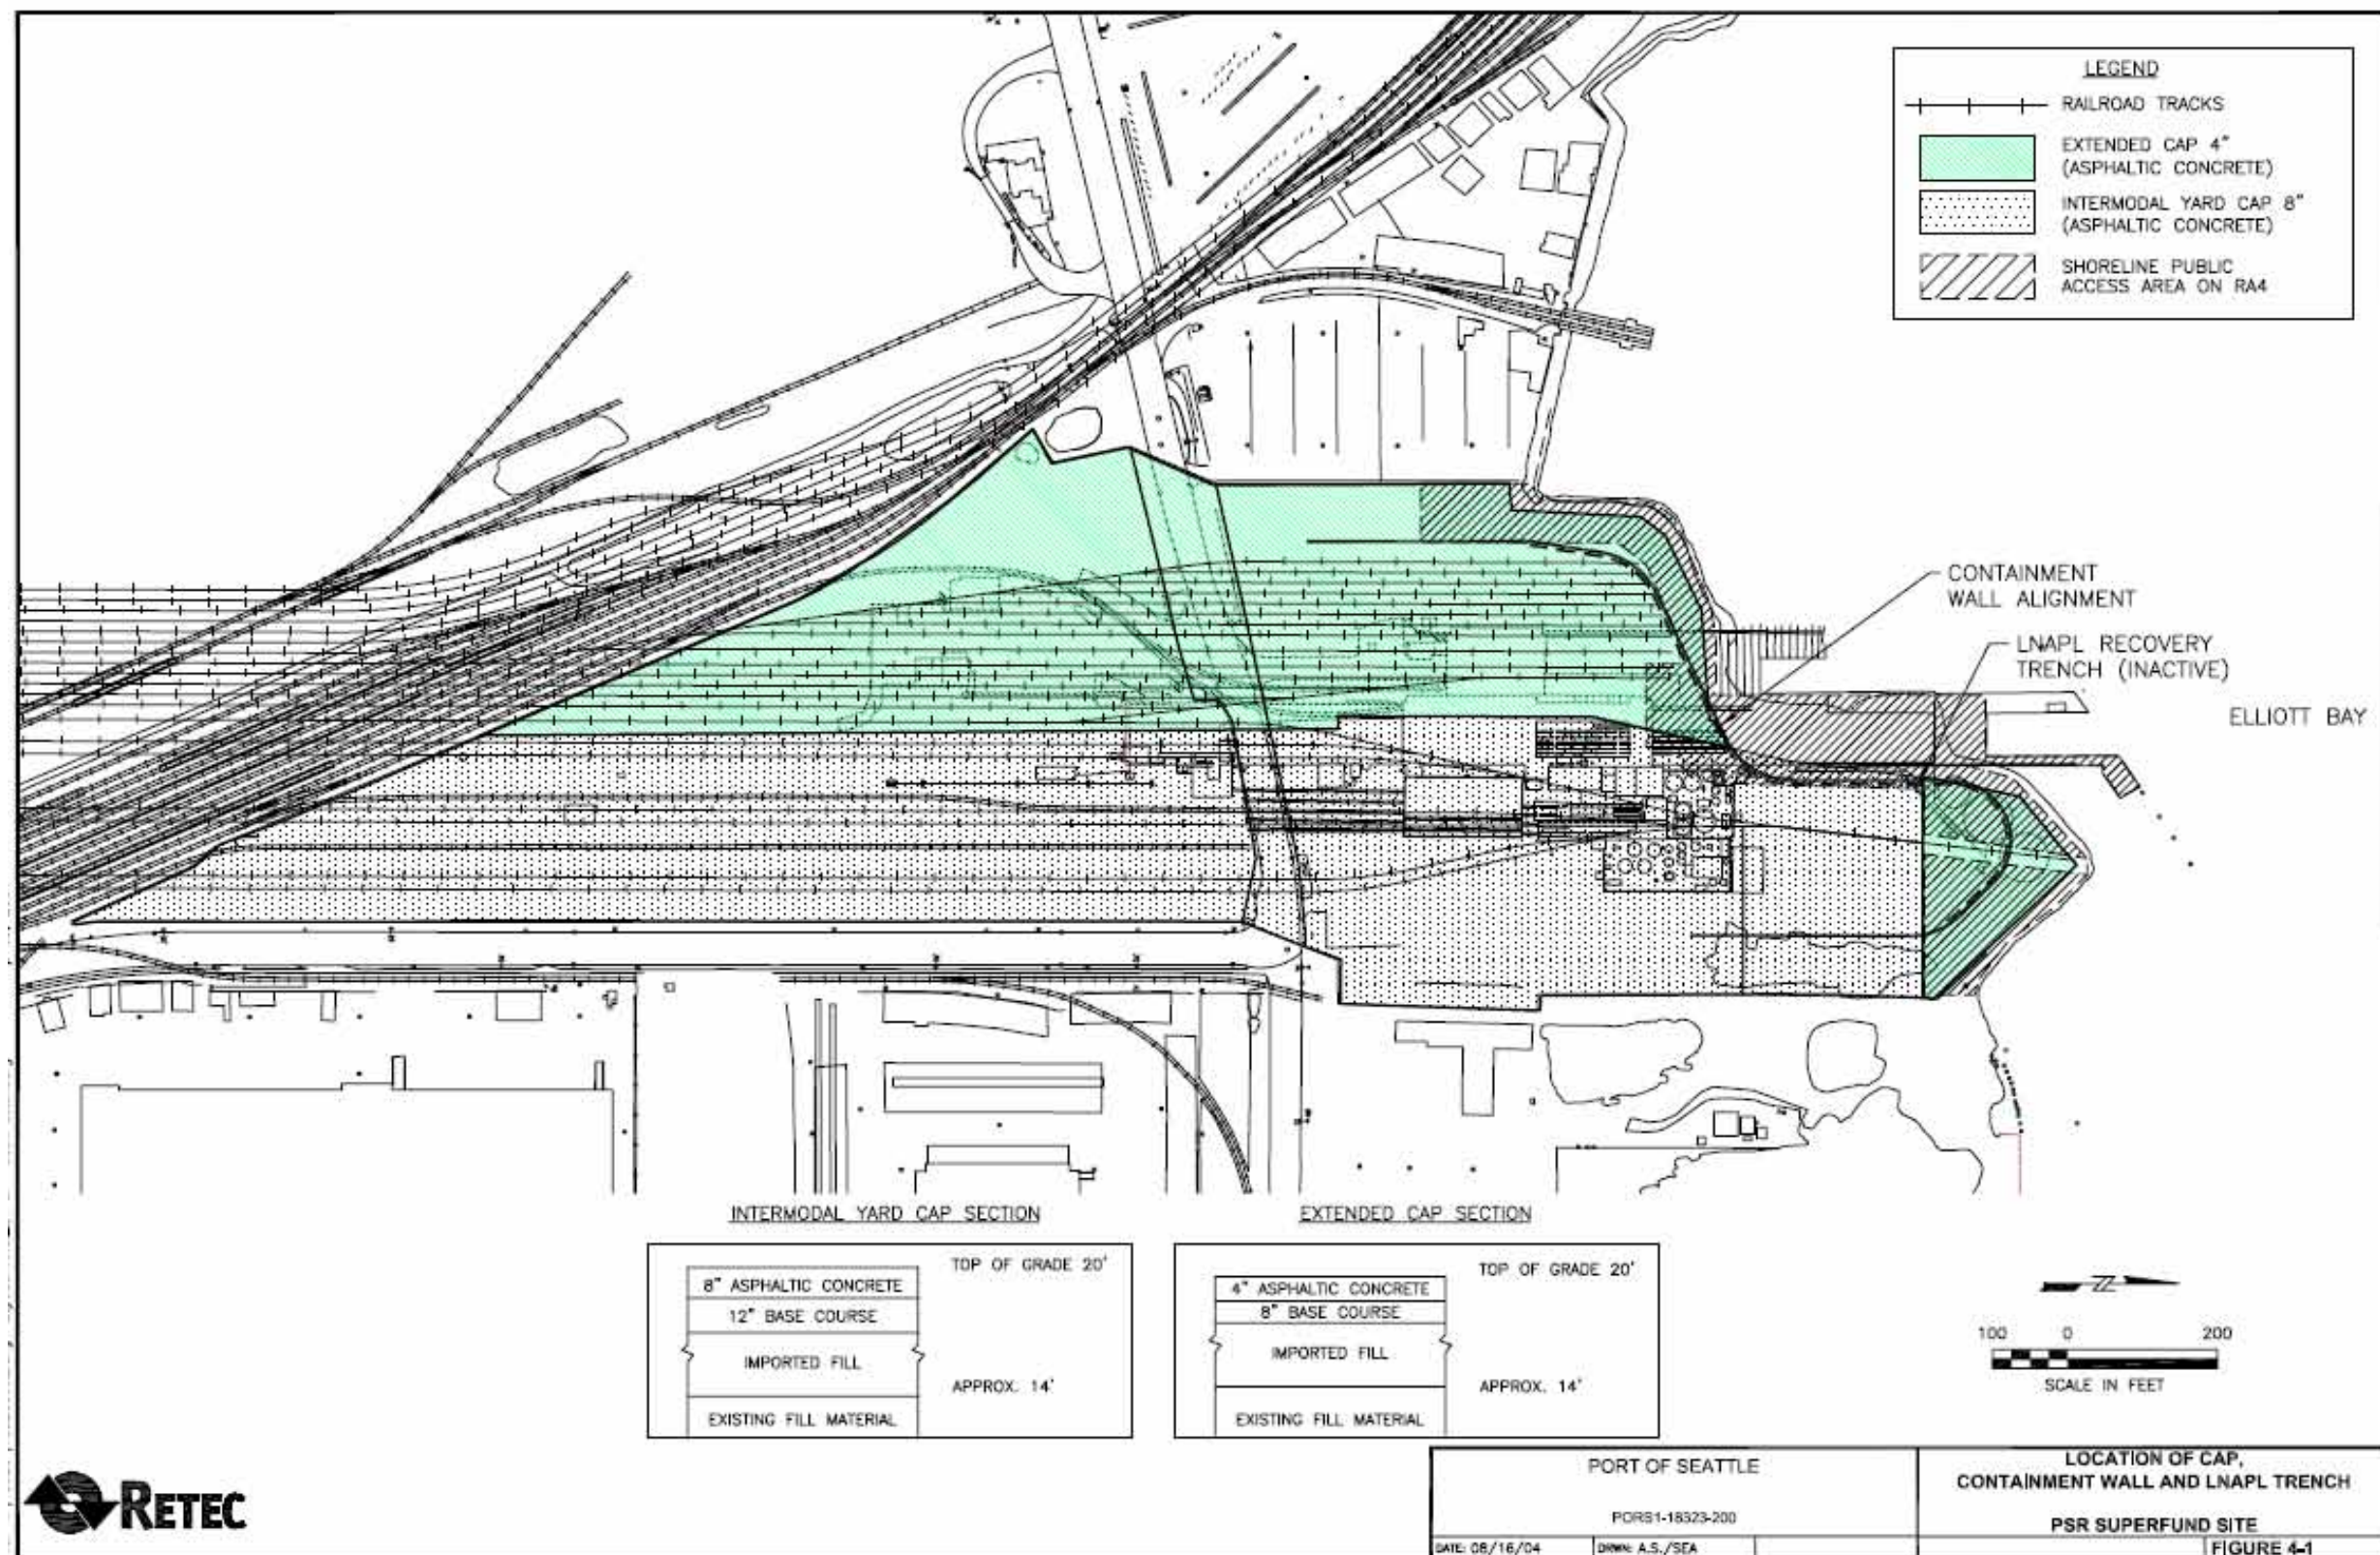 LEGEND
RAILROAD TRACKS
EXTENDED CAP 4"
(ASPHALTIC CONCRETE)
INTERMODAL YARD CAP 8"
(ASPHALTIC CONCRETE)
SHORELINE PUBLIC
ACCESS AREA ON RA4
CONTAINMENT
WALL ALIGNMENT
LNAPL RECOVERY
TRENCH (INACTIVE)
ELLIOTT BAY
INTERMODAL YARD CAP SECTION
TOP OF GRADE 20'
8" ASPHALTIC CONCRETE
12" BASE COURSE
IMPORTED FILL
APPROX. 14'
EXISTING FILL MATERIAL
EXTENDED CAP SECTION
TOP OF GRADE 20'
4" ASPHALTIC CONCRETE
8" BASE COURSE
IMPORTED FILL
APPROX. 14'
EXISTING FILL MATERIAL
N
100 0 200
SCALE IN FEET
RETEC
PORT OF SEATTLE
PORS1-18323-200
DATE: 08/16/04
DRWN: A.S./SEA
LOCATION OF CAP,
CONTAINMENT WALL AND LNAPL TRENCH
PSR SUPERFUND SITE
FIGURE 4-1